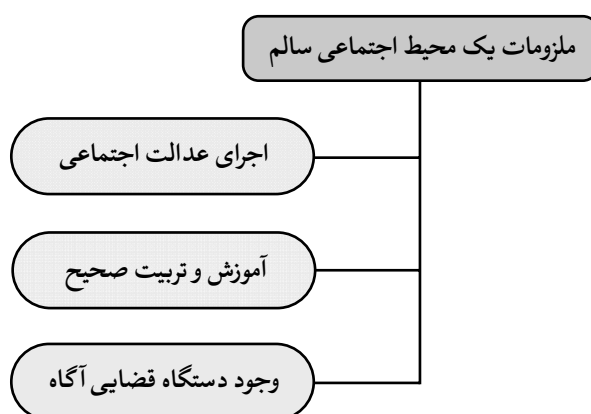 ملزومات یک محیط اجتماعی سالم
اجرای عدالت اجتماعی
آموزش و تربیت صحیح
وجود دستگاه قضایی آگاه